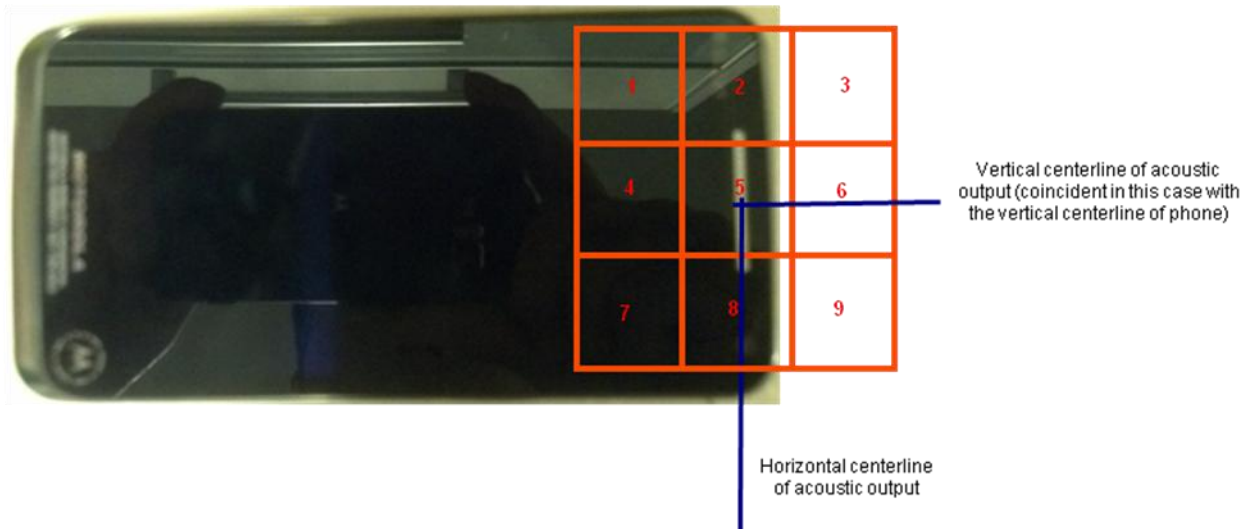 1
2
3
4
5
6
7
8
9
Vertical centerline of acoustic
output (coincident in this case with
the vertical centerline of phone)
Horizontal centerline
of acoustic output